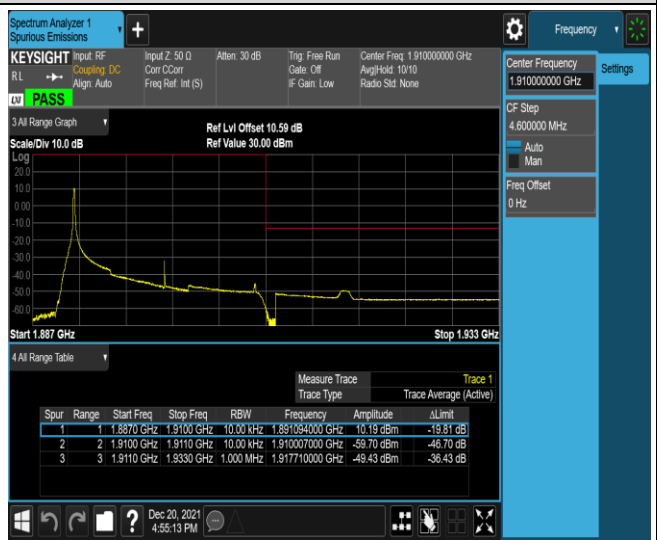 Spectrum Analyzer 1
Spurious Emissions
+
Frequency
KEYSIGHT
RL
LXI PASS
Input: RF
Coupling: DC
Align: Auto
Input Z: 50 Ω
Corr CCorr
Freq Ref: Int (S)
Atten: 30 dB
Trig: Free Run
Gate: Off
IF Gain: Low
Center Freq: 1.910000000 GHz
Avg|Hold: 10/10
Radio Std: None
Center Frequency
1.910000000 GHz
Settings
CF Step
4.600000 MHz
Auto
Man
Freq Offset
0 Hz
3 All Range Graph
Scale/Div 10.0 dB
Ref Lvl Offset 10.59 dB
Ref Value 30.00 dBm
Log
20.0
10.0
0.00
-10.0
-20.0
-30.0
-40.0
-50.0
-60.0
Start 1.887 GHz Stop 1.933 GHz
4 All Range Table
Measure Trace Trace 1
Trace Type Trace Average (Active)
Spur Range Start Freq Stop Freq RBW Frequency Amplitude ΔLimit
1 1 1.8870 GHz 1.9100 GHz 10.00 kHz 1.891094000 GHz 10.19 dBm -19.81 dB
2 2 1.9100 GHz 1.9110 GHz 10.00 kHz 1.910007000 GHz -59.70 dBm -46.70 dB
3 3 1.9110 GHz 1.9330 GHz 1.000 MHz 1.917710000 GHz -49.43 dBm -36.43 dB
?
Dec 20, 2021
4:55:13 PM